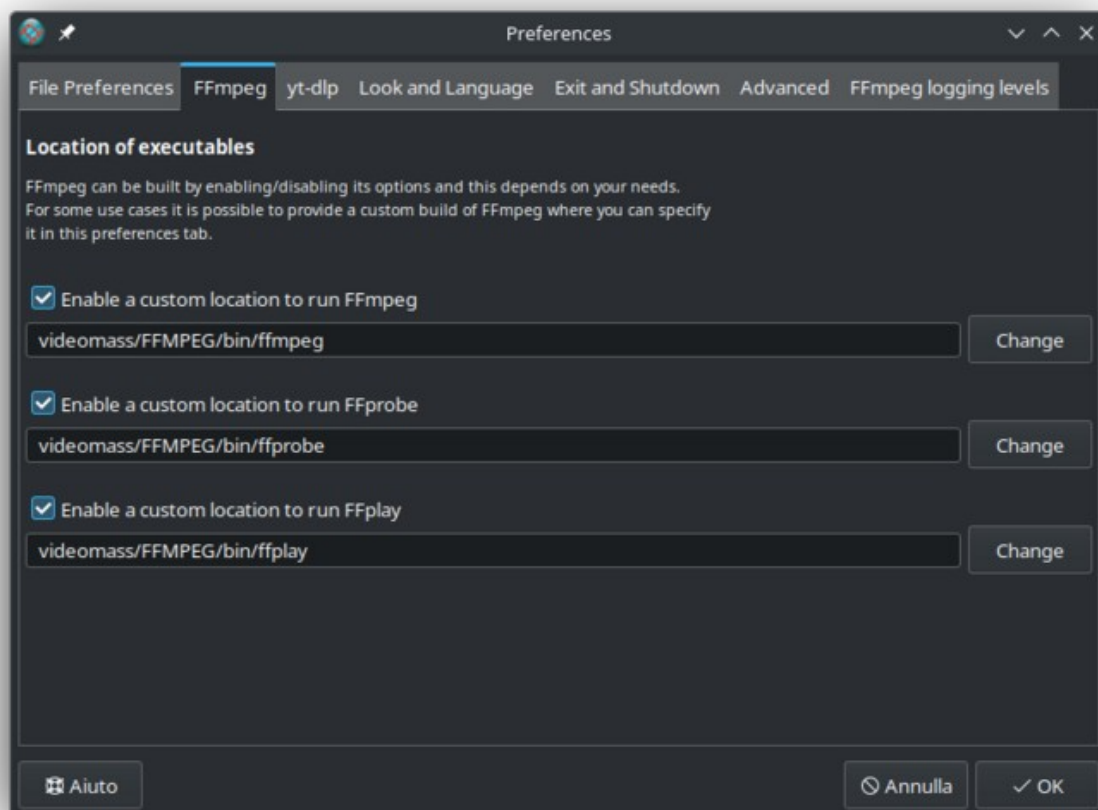 Preferences
File Preferences FFmpeg yt-dlp Look and Language Exit and Shutdown Advanced FFmpeg logging levels
Location of executables
FFmpeg can be built by enabling/disabling its options and this depends on your needs.
For some use cases it is possible to provide a custom build of FFmpeg where you can specify
it in this preferences tab.
Enable a custom location to run FFmpeg
videomass/FFMPEG/bin/ffmpeg Change
Enable a custom location to run FFprobe
videomass/FFMPEG/bin/ffprobe Change
Enable a custom location to run FFplay
videomass/FFMPEG/bin/ffplay Change
Aiuto Annulla OK